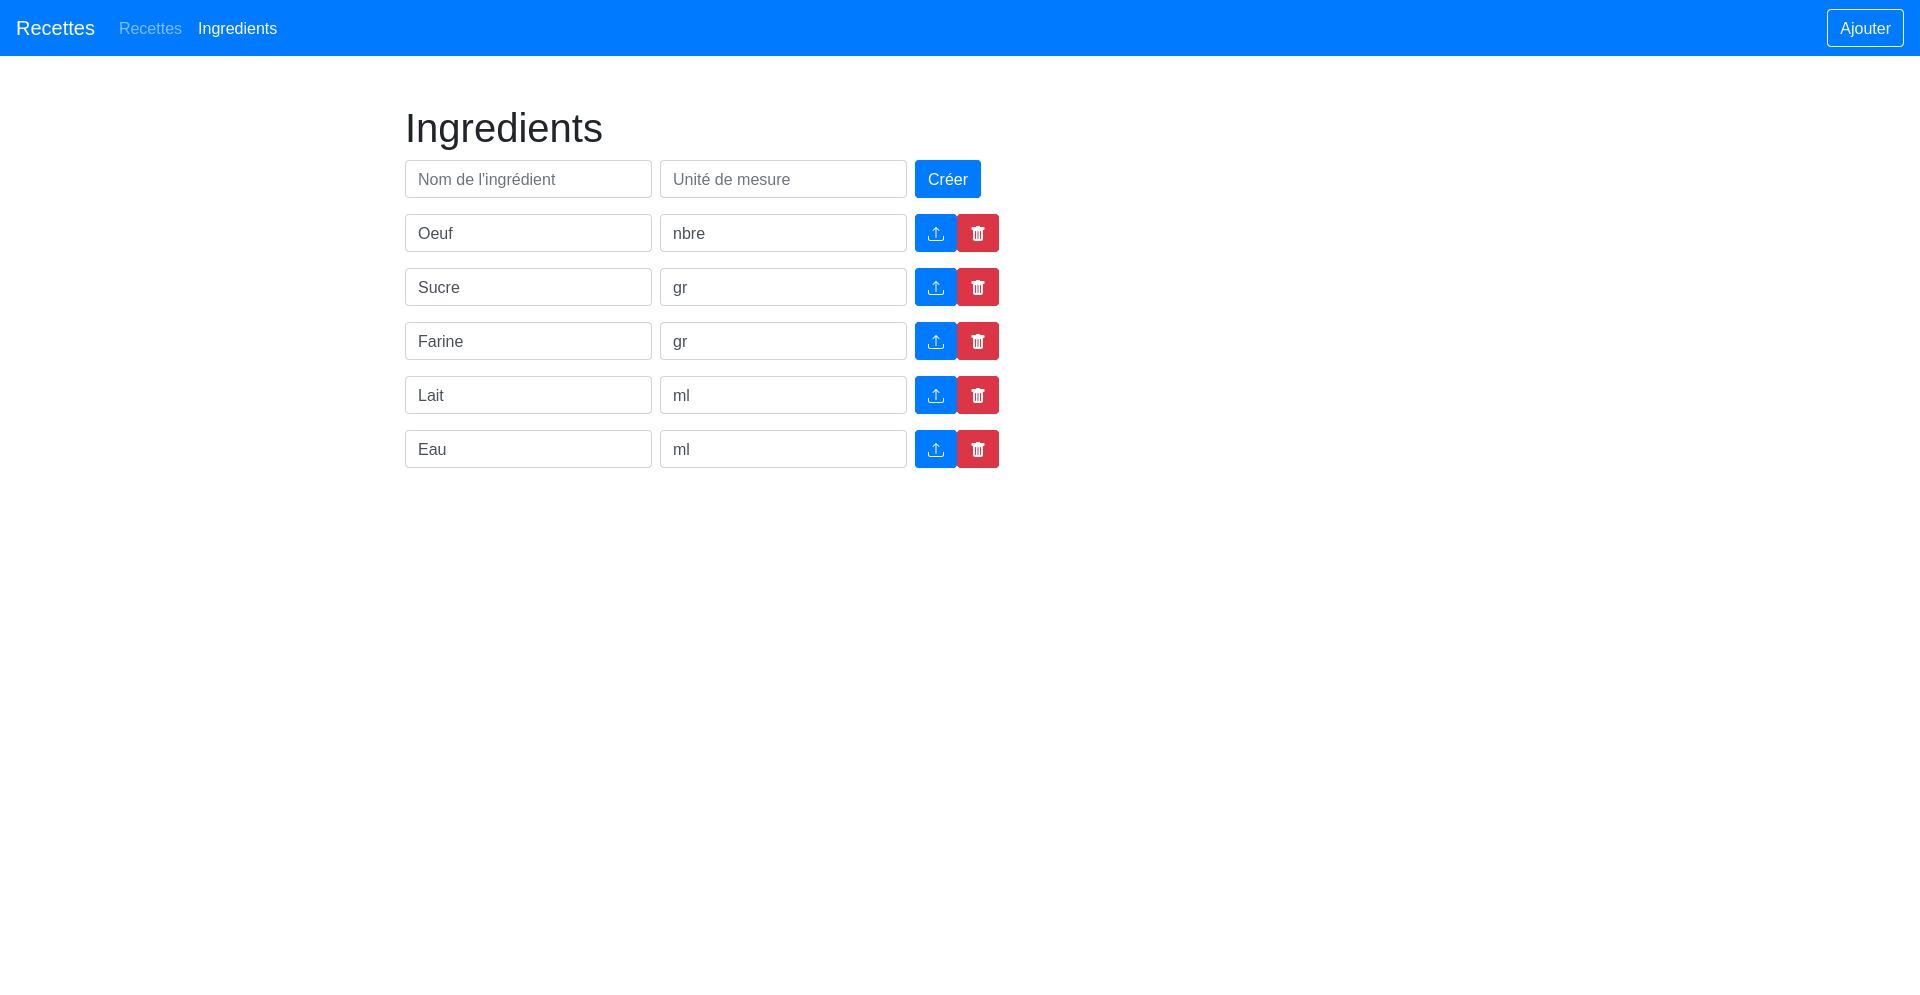 Recettes Recettes Ingredients Ajouter
Ingredients
Nom de l'ingrédient Unité de mesure Créer
Oeuf nbre
Sucre gr
Farine gr
Lait ml
Eau ml